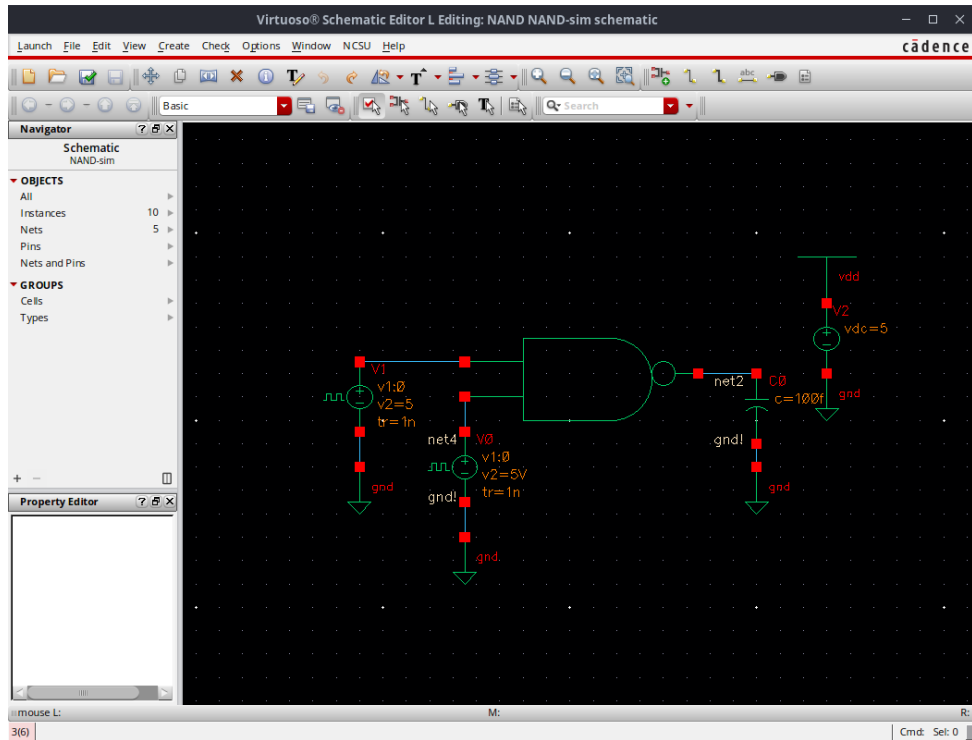 Virtuoso® Schematic Editor L Editing: NAND NAND-sim schematic
Launch File Edit View Create Check Options Window NCSU Help
cādence
abc
Basic
Search
Navigator
Schematic
NAND-sim
OBJECTS
All
Instances 10
Nets 5
Pins
Nets and Pins
GROUPS
Cells
Types
Property Editor
vdd
V2
vdc=5
gnd
V1
v1:0
v2=5
tr=1n
gnd
net4
V0
v1:0
v2=5V
tr=1n
gnd!
gnd
net2
C0
c=100f
gnd!
gnd
mouse L: M: R:
3(6) Cmd: Sel: 0